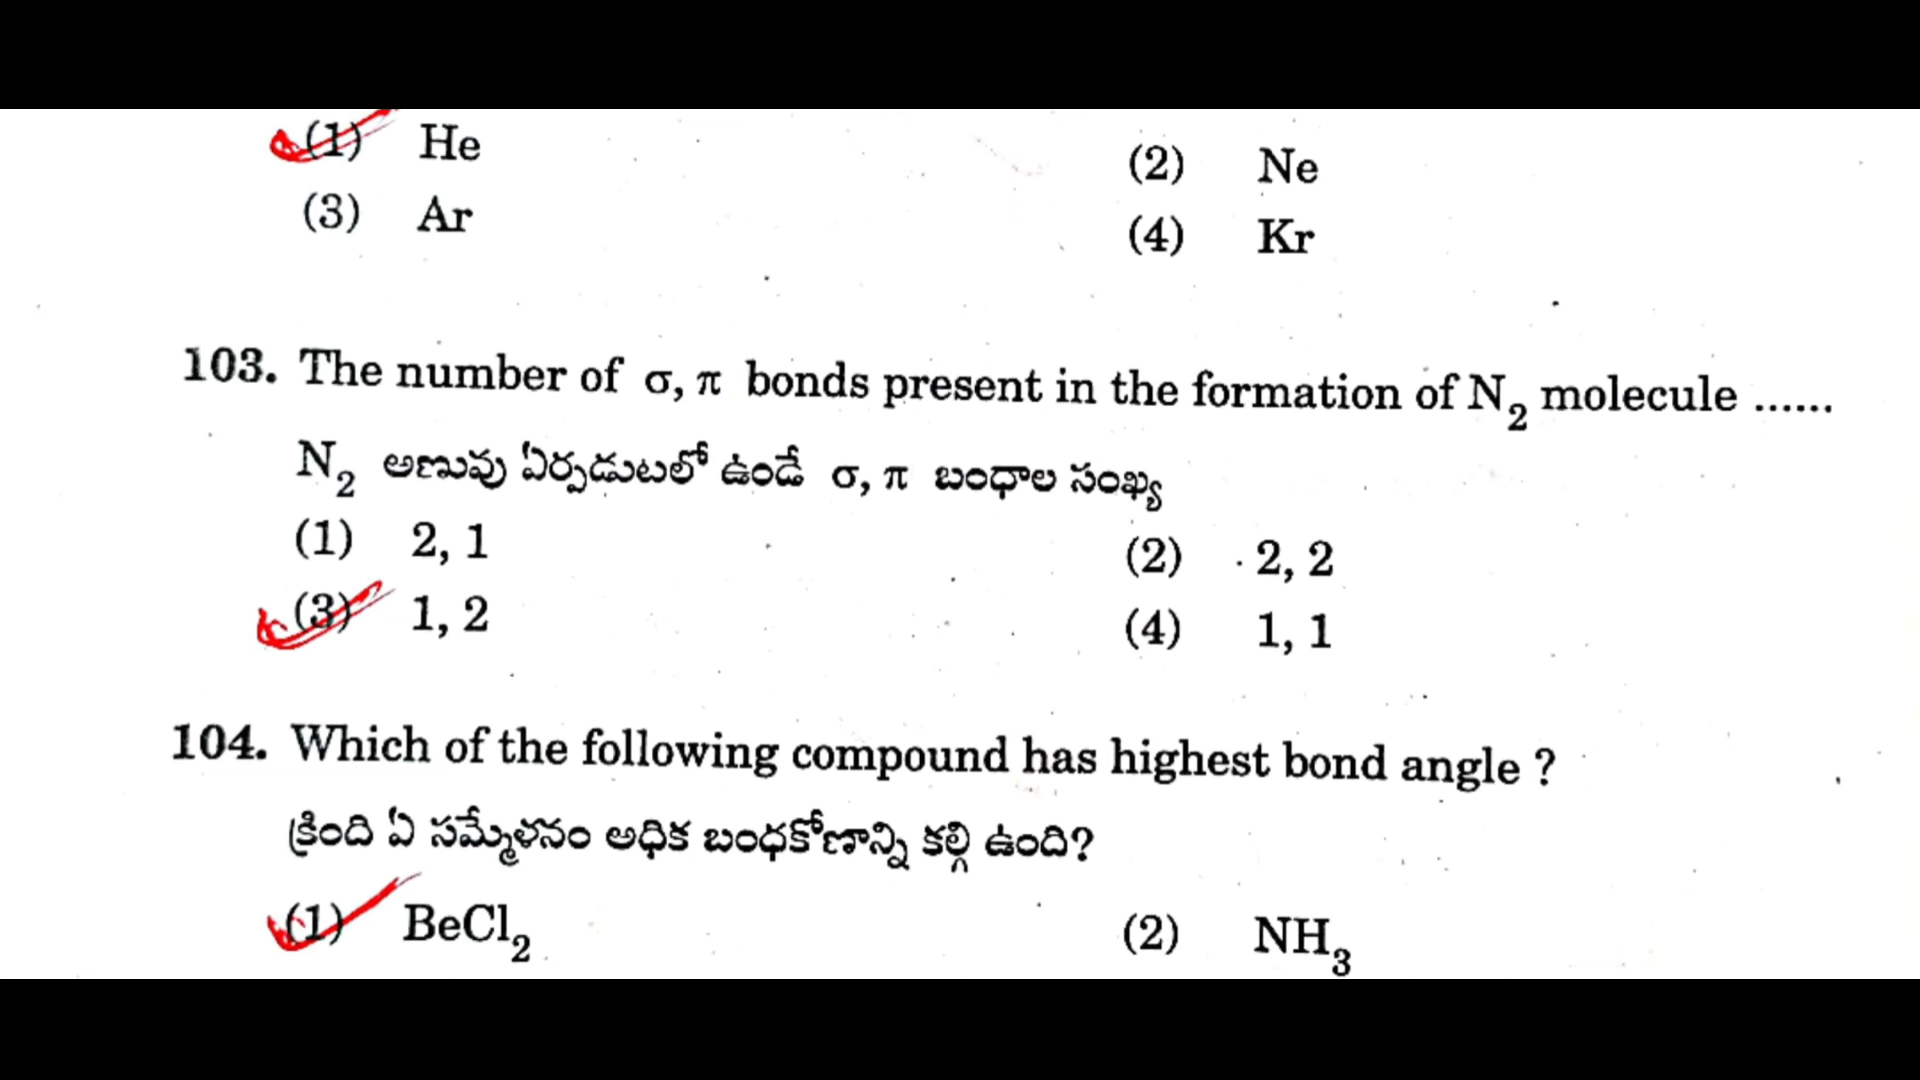 (1) He (2) Ne
(3) Ar (4) Kr
103. The number of σ, π bonds present in the formation of N₂ molecule ......
N₂ అణువు ఏర్పడుటలో ఉండే σ, π బంధాల సంఖ్య
(1) 2, 1 (2) 2, 2
(3) 1, 2 (4) 1, 1
104. Which of the following compound has highest bond angle ?
క్రింది ఏ సమ్మేళనం అధిక బంధకోణాన్ని కల్గి ఉంది?
(1) BeCl₂ (2) NH₃